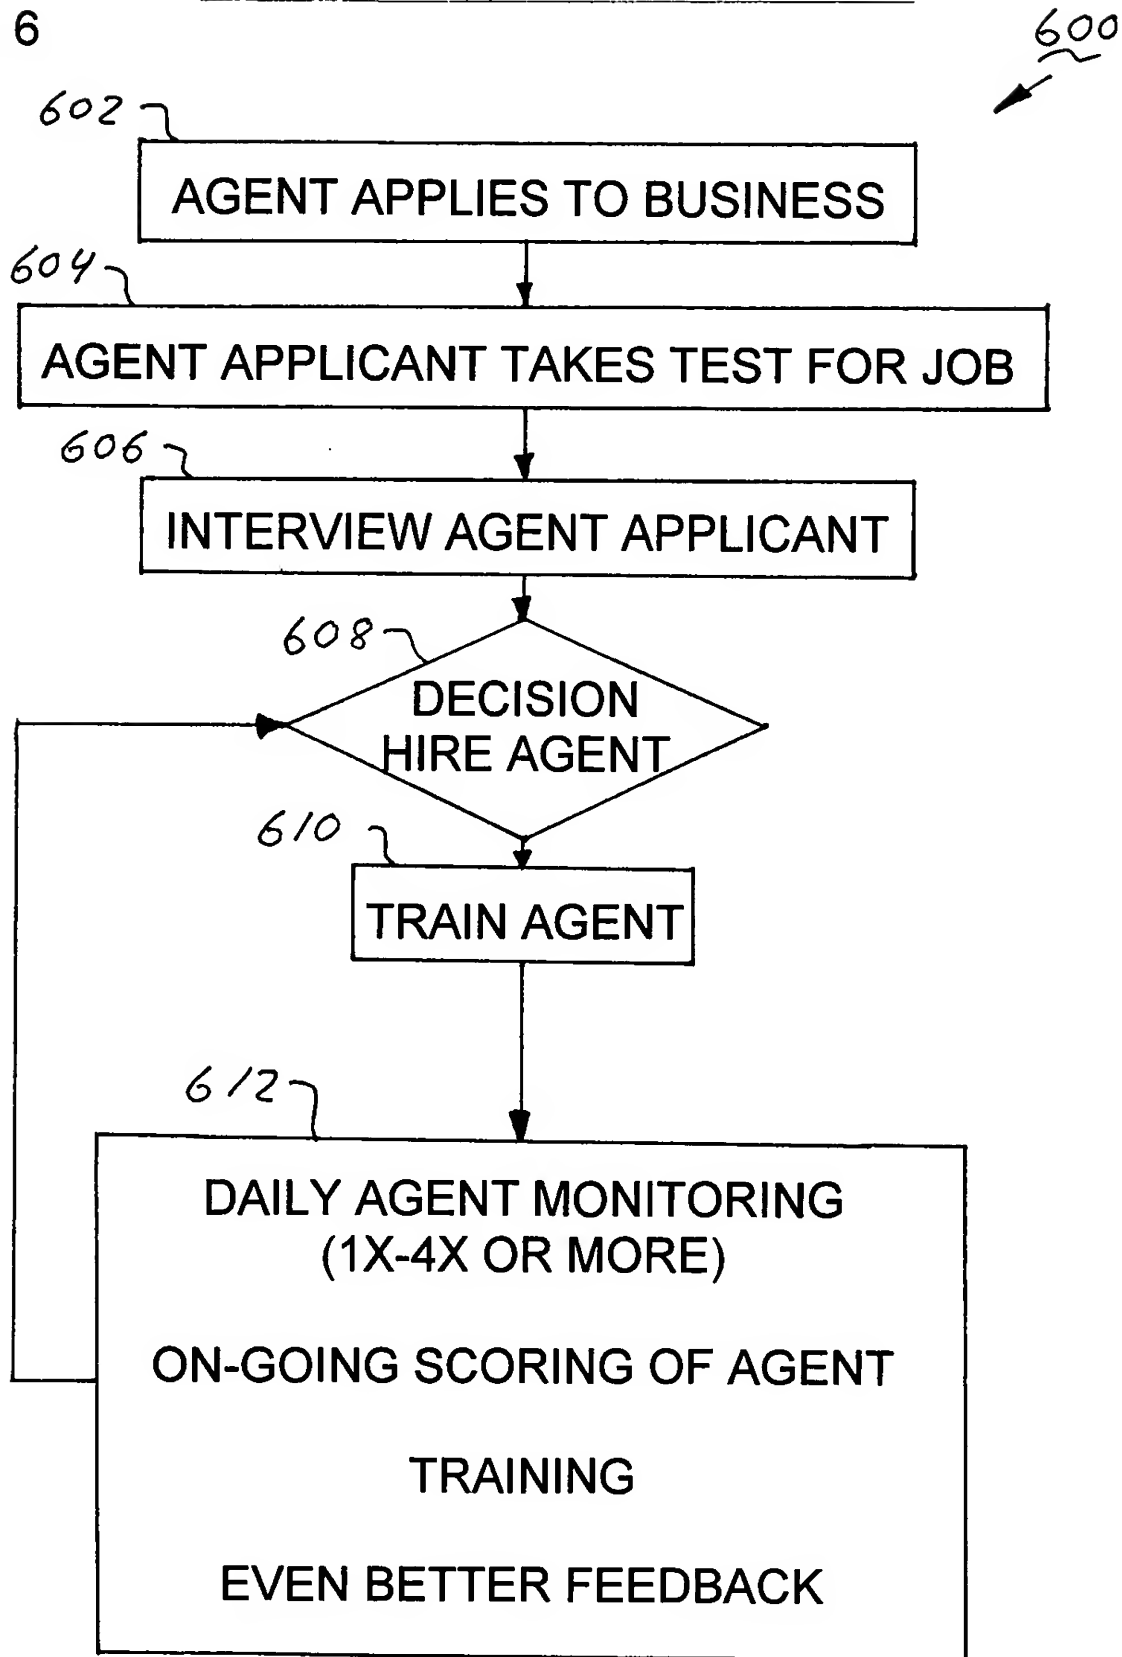 6
600
602
AGENT APPLIES TO BUSINESS
604
AGENT APPLICANT TAKES TEST FOR JOB
606
INTERVIEW AGENT APPLICANT
608
DECISION
HIRE AGENT
610
TRAIN AGENT
612
DAILY AGENT MONITORING
(1X-4X OR MORE)
ON-GOING SCORING OF AGENT
TRAINING
EVEN BETTER FEEDBACK